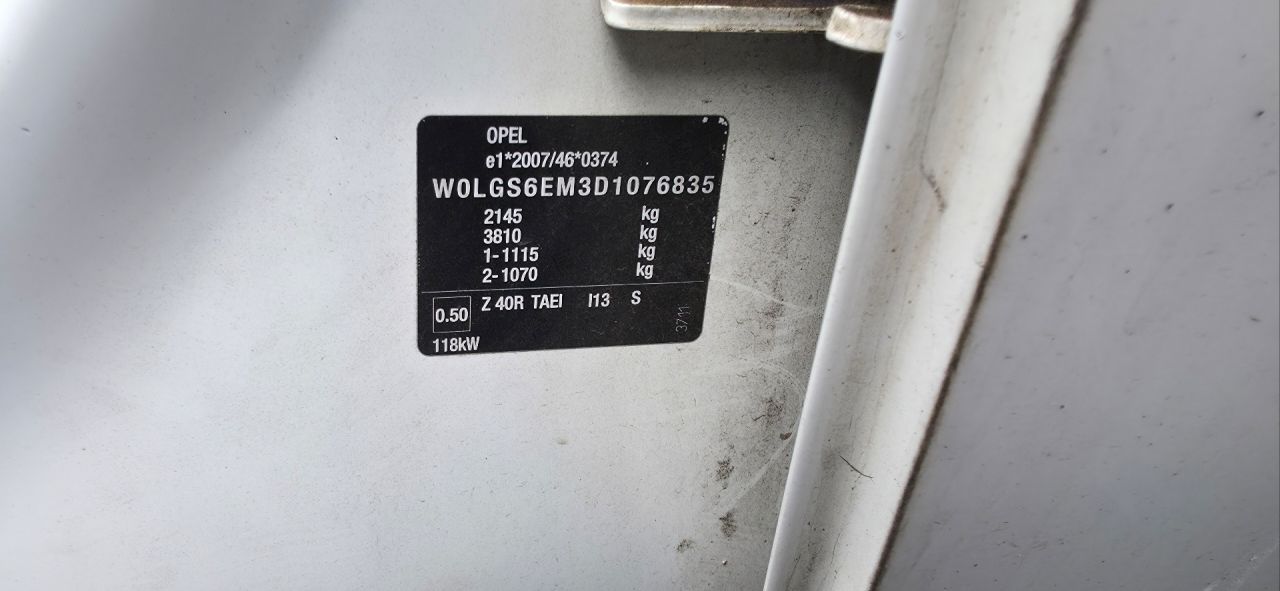 OPEL
e1*2007/46*0374
W0LGS6EM3D1076835
2145 kg
3810 kg
1-1115 kg
2-1070 kg
0.50 Z 40R TAEI I13 S
3711
118kW